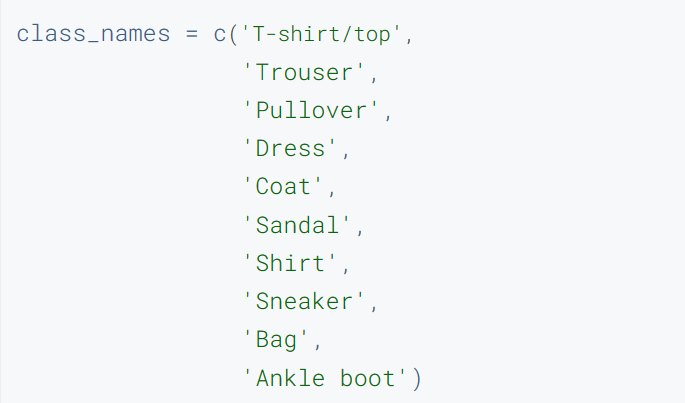 class_names = c('T-shirt/top',
'Trouser',
'Pullover',
'Dress',
'Coat',
'Sandal',
'Shirt',
'Sneaker',
'Bag',
'Ankle boot')